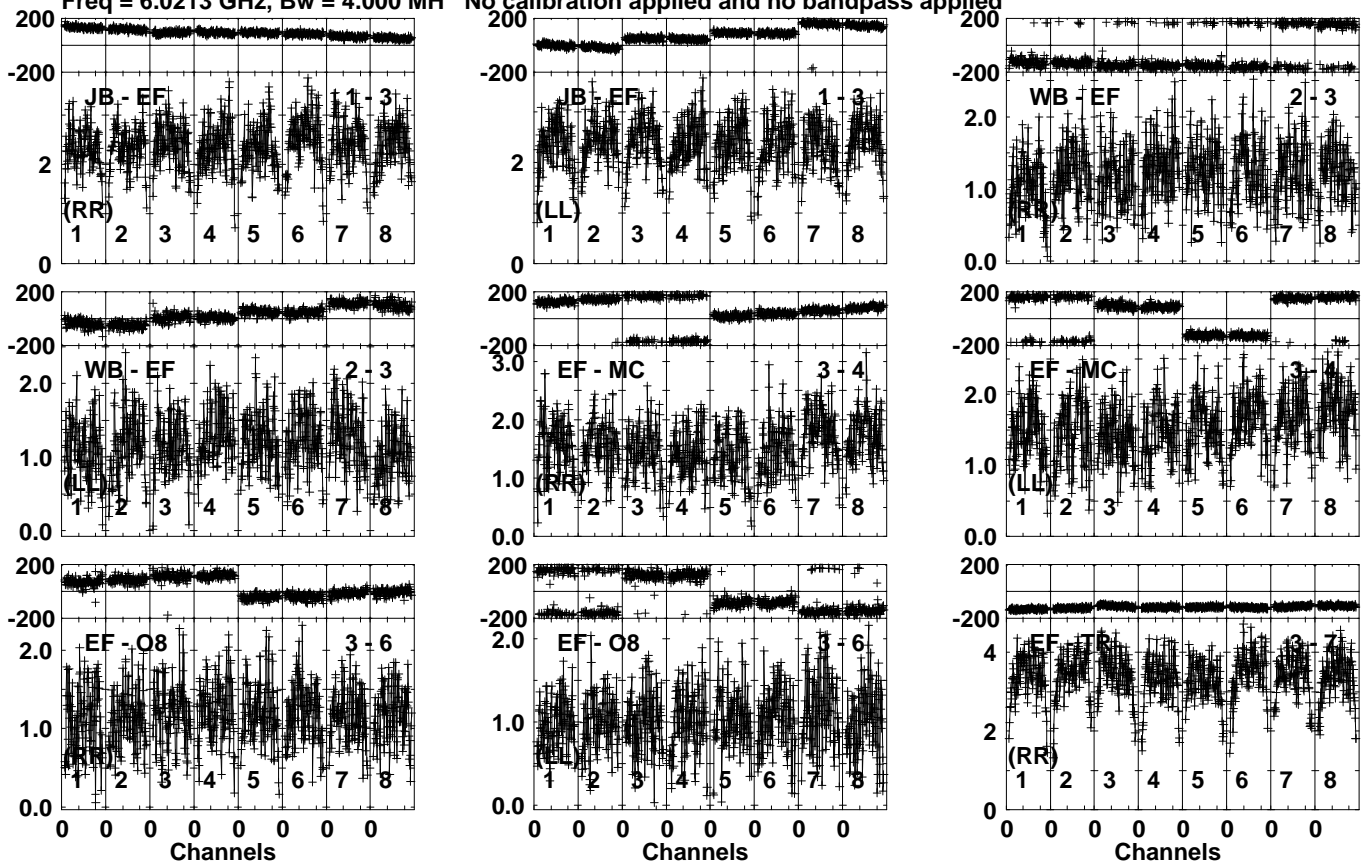 Freq = 6.0213 GHz, Bw = 4.000 MH No calibration applied and no bandpass applied
200
-200
JB - EF 1 - 3
2
(RR)
1 2 3 4 5 6 7 8
0
200
-200
JB - EF 1 - 3
2
(LL)
1 2 3 4 5 6 7 8
0
200
-200
WB - EF 2 - 3
2.0
1.0
(RR)
1 2 3 4 5 6 7 8
0.0
200
-200
WB - EF 2 - 3
2.0
1.0
(LL)
1 2 3 4 5 6 7 8
0.0
200
-200
3.0
EF - MC 3 - 4
2.0
1.0
(RR)
1 2 3 4 5 6 7 8
0.0
200
-200
EF - MC 3 - 4
2.0
1.0
(LL)
1 2 3 4 5 6 7 8
0.0
200
-200
EF - O8 3 - 6
2.0
1.0
(RR)
1 2 3 4 5 6 7 8
0.0
0 0 0 0 0 0 0 0
Channels
200
-200
EF - O8 3 - 6
2.0
1.0
(LL)
1 2 3 4 5 6 7 8
0.0
0 0 0 0 0 0 0 0
Channels
200
-200
EF - TR 3 - 7
4
2
(RR)
1 2 3 4 5 6 7 8
0
0 0 0 0 0 0 0 0
Channels